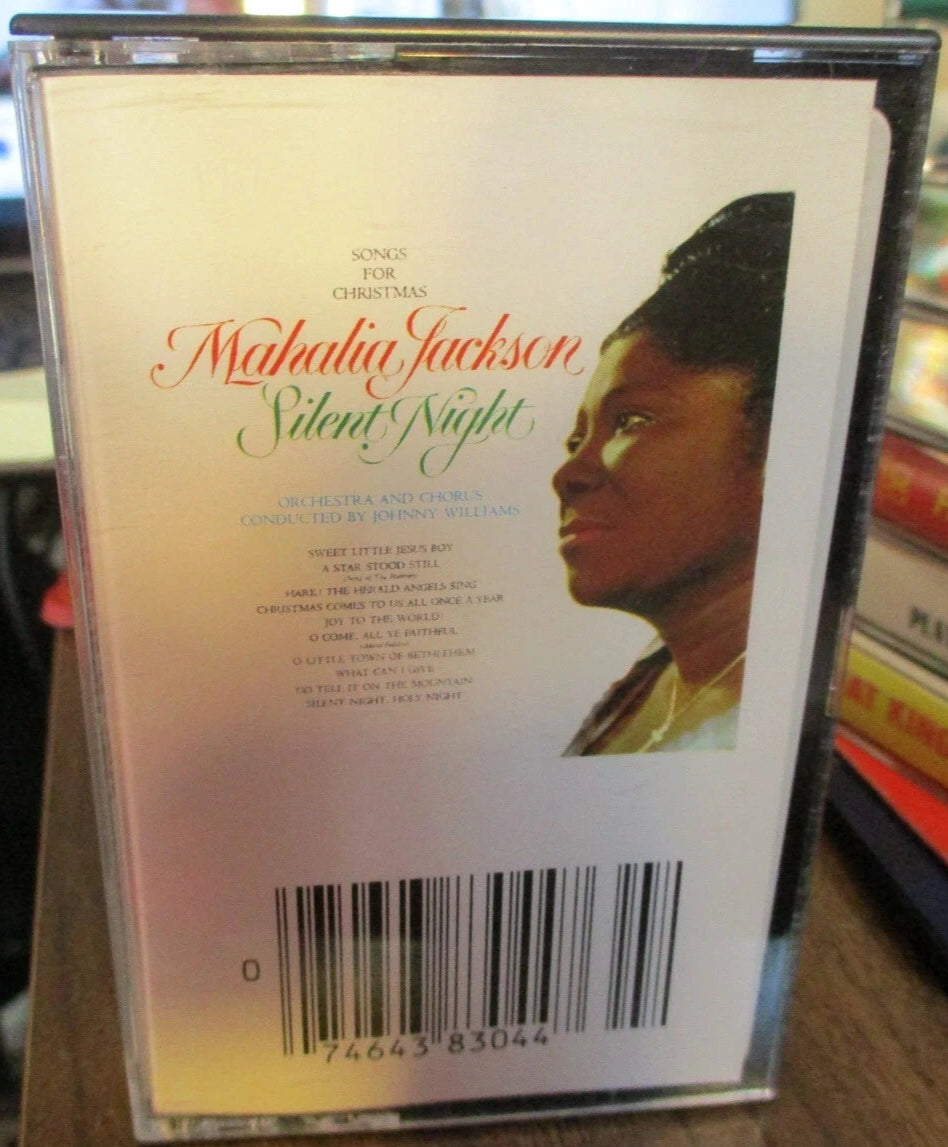 SONGS
FOR
CHRISTMAS
Mahalia Jackson
Silent Night
ORCHESTRA AND CHORUS
CONDUCTED BY JOHNNY WILLIAMS
SWEET LITTLE JESUS BOY
A STAR STOOD STILL
HARK! THE HERALD ANGELS SING
CHRISTMAS COMES TO US ALL ONCE A YEAR
JOY TO THE WORLD!
O COME, ALL YE FAITHFUL
O LITTLE TOWN OF BETHLEHEM
WHAT CAN I GIVE
GO TELL IT ON THE MOUNTAIN
SILENT NIGHT, HOLY NIGHT
0 74643 83044